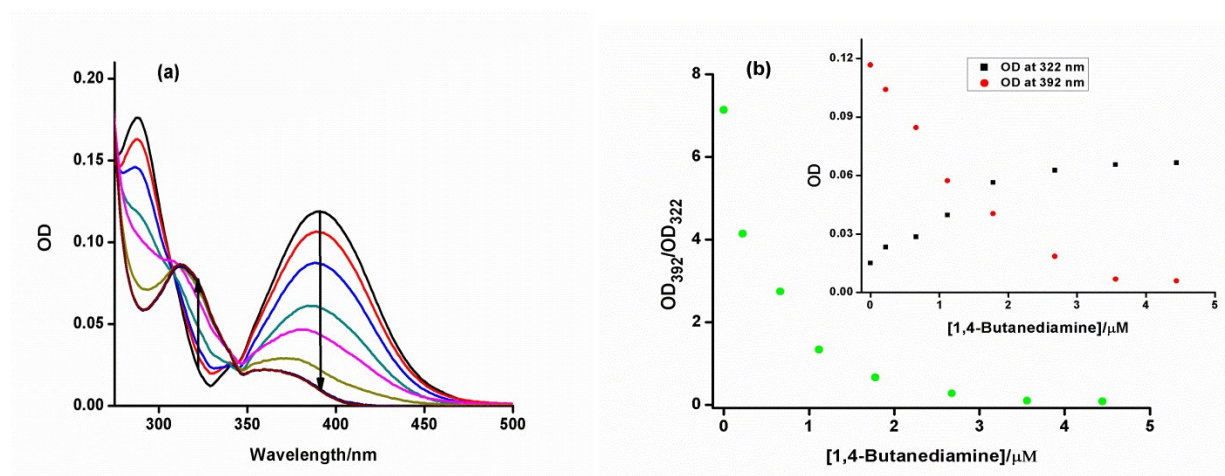 (a)
0.20
0.15
0.10
0.05
0.00
OD
300 350 400 450 500
Wavelength/nm
(b)
8
6
4
2
0
OD392/OD322
0 1 2 3 4 5
[1,4-Butanediamine]/μM
0.12
0.09
0.06
0.03
0.00
OD
OD at 322 nm
OD at 392 nm
0 1 2 3 4 5
[1,4-Butanediamine]/μM